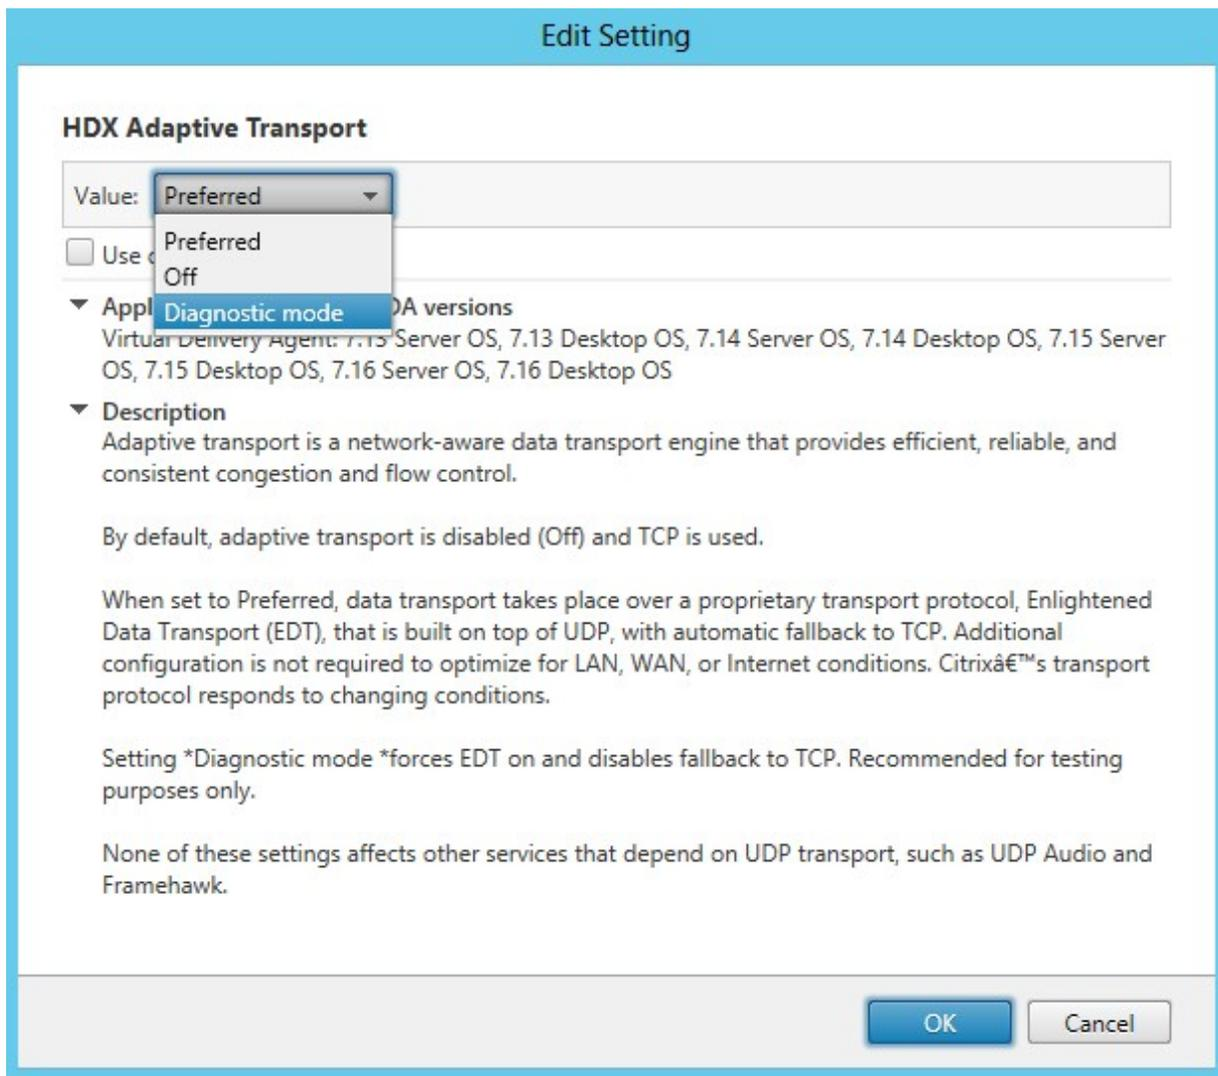 Edit Setting
HDX Adaptive Transport
Value: Preferred
Preferred
Use
Off
Diagnostic mode
Appl DA versions
Virtual Delivery Agent: 7.13 Server OS, 7.13 Desktop OS, 7.14 Server OS, 7.14 Desktop OS, 7.15 Server
OS, 7.15 Desktop OS, 7.16 Server OS, 7.16 Desktop OS
Description
Adaptive transport is a network-aware data transport engine that provides efficient, reliable, and
consistent congestion and flow control.
By default, adaptive transport is disabled (Off) and TCP is used.
When set to Preferred, data transport takes place over a proprietary transport protocol, Enlightened
Data Transport (EDT), that is built on top of UDP, with automatic fallback to TCP. Additional
configuration is not required to optimize for LAN, WAN, or Internet conditions. Citrixâ€™s transport
protocol responds to changing conditions.
Setting *Diagnostic mode *forces EDT on and disables fallback to TCP. Recommended for testing
purposes only.
None of these settings affects other services that depend on UDP transport, such as UDP Audio and
Framehawk.
OK
Cancel